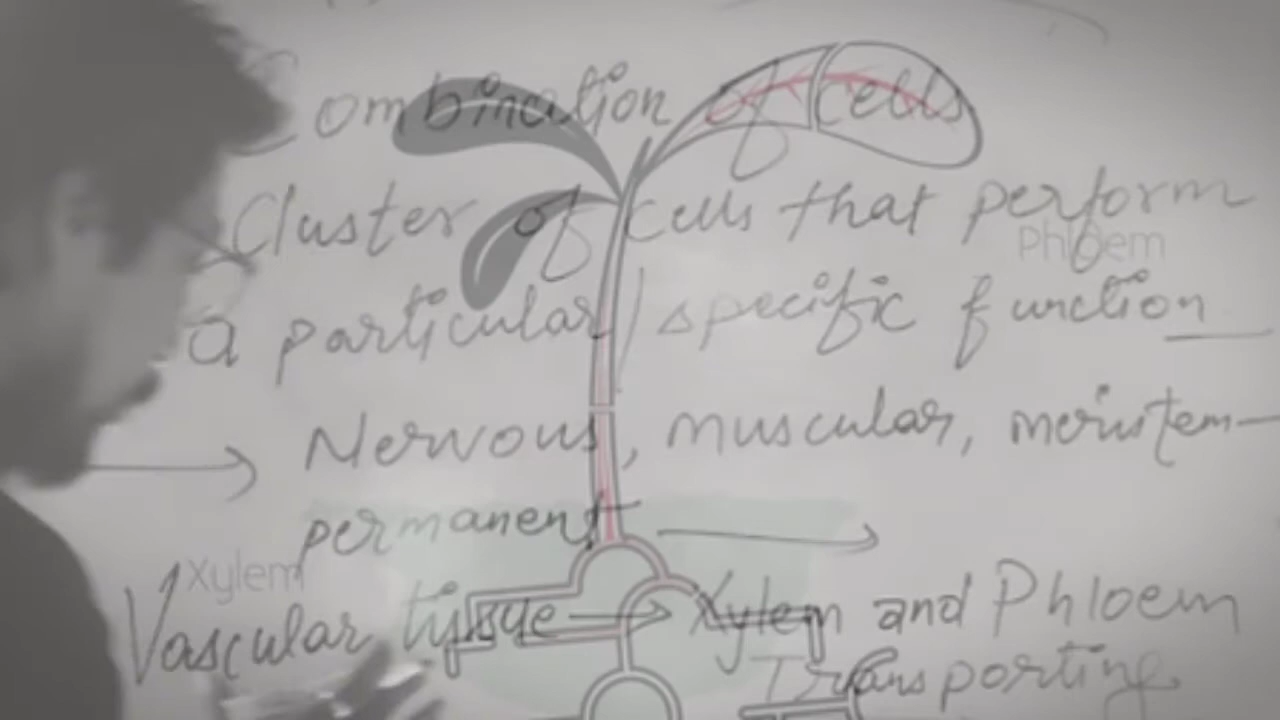 Combination of cells
Cluster of cells that perform
Phloem
a particular/specific function
Nervous, muscular, meristem-
permanent
Xylem
Vascular tissue → Xylem and Phloem
Transporting